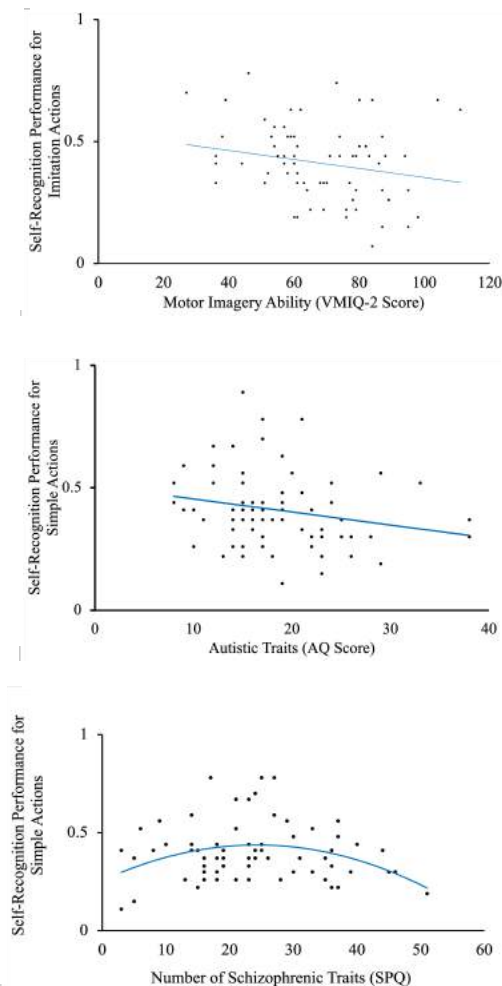 Self-Recognition Performance for
Imitation Actions
1
0.5
0
0 20 40 60 80 100 120
Motor Imagery Ability (VMIQ-2 Score)
Self-Recognition Performance for
Simple Actions
1
0.5
0
0 10 20 30 40
Autistic Traits (AQ Score)
Self-Recognition Performance for
Simple Actions
1
0.5
0
0 10 20 30 40 50 60
Number of Schizophrenic Traits (SPQ)